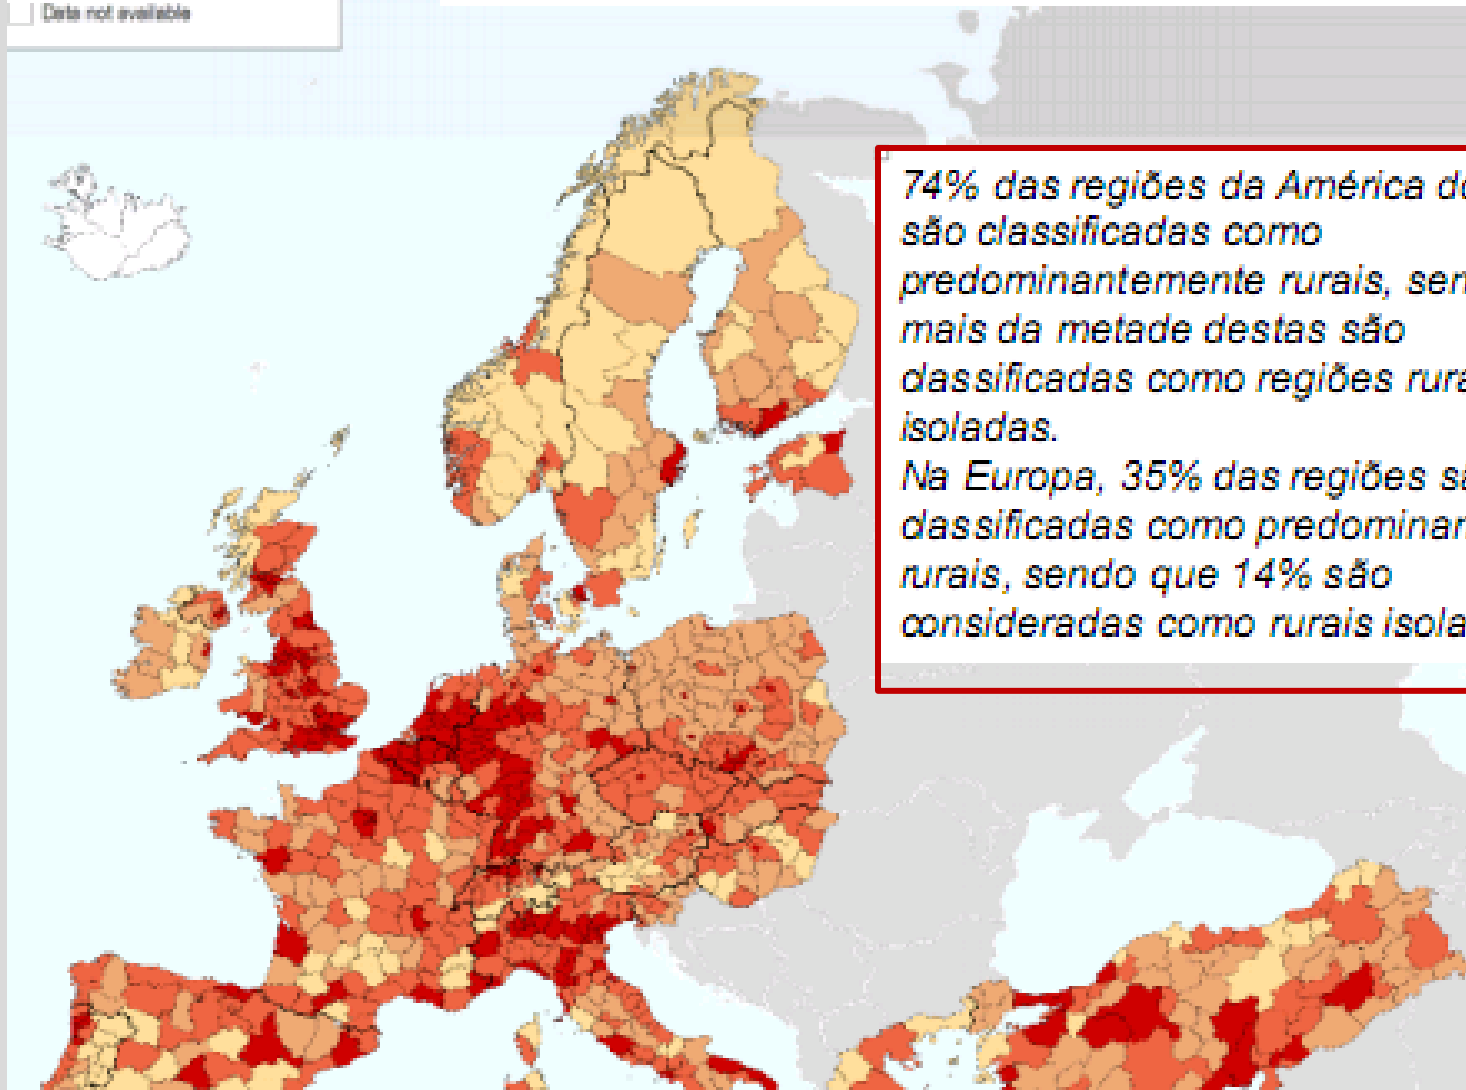 Data not available
74% das regiões da América do
são classificadas como
predominantemente rurais, sen
mais da metade destas são
classificadas como regiões rura
isoladas.
Na Europa, 35% das regiões sã
classificadas como predominan
rurais, sendo que 14% são
consideradas como rurais isola